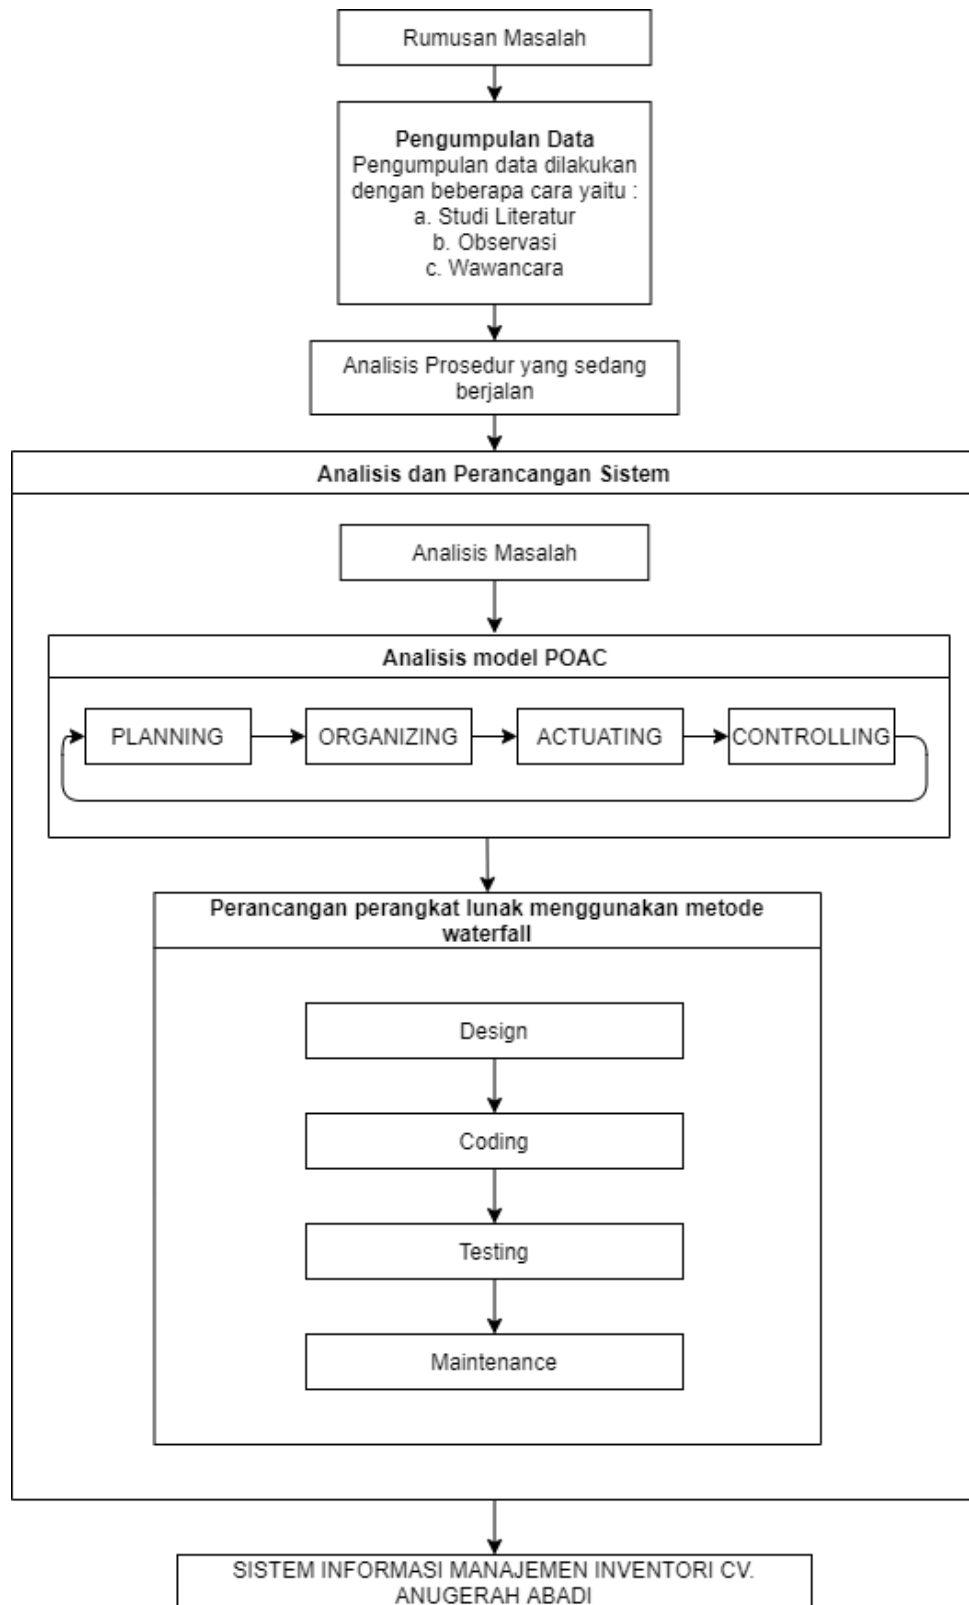 Rumusan Masalah
Pengumpulan Data
Pengumpulan data dilakukan
dengan beberapa cara yaitu :
a. Studi Literatur
b. Observasi
c. Wawancara
Analisis Prosedur yang sedang
berjalan
Analisis dan Perancangan Sistem
Analisis Masalah
Analisis model POAC
PLANNING
ORGANIZING
ACTUATING
CONTROLLING
Perancangan perangkat lunak menggunakan metode
waterfall
Design
Coding
Testing
Maintenance
SISTEM INFORMASI MANAJEMEN INVENTORI CV.
ANUGERAH ABADI